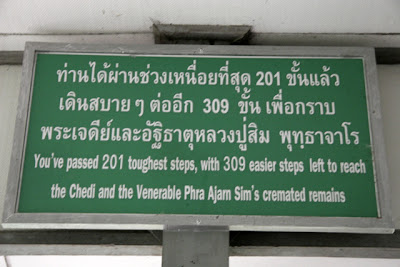 ท่านได้ผ่านช่วงเหนื่อยที่สุด 201 ขั้นแล้ว
เดินสบาย ๆ ต่ออีก 309 ขั้น เพื่อกราบ
พระเจดีย์และอัฐิธาตุหลวงปู่สิม พุทฺธาจาโร
You've passed 201 toughest steps, with 309 easier steps left to reach
the Chedi and the Venerable Phra Ajarn Sim's cremated remains